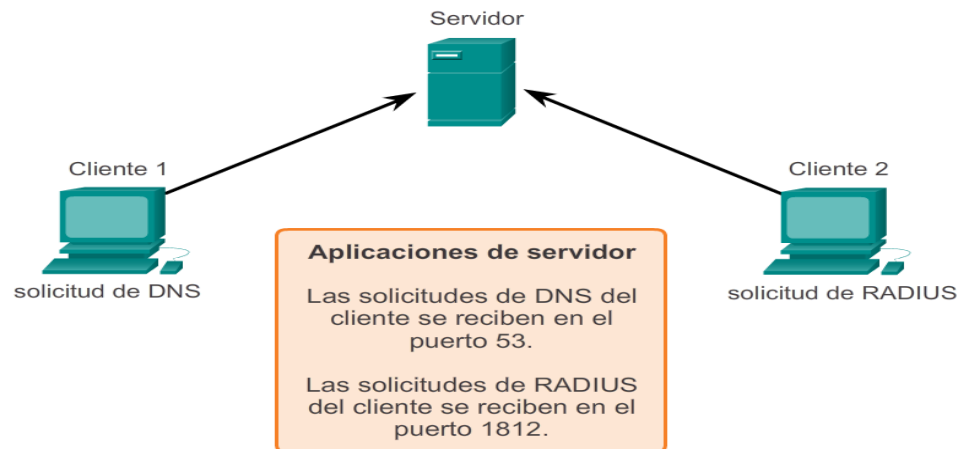 Servidor
Cliente 1
Cliente 2
solicitud de DNS
solicitud de RADIUS
Aplicaciones de servidor
Las solicitudes de DNS del
cliente se reciben en el
puerto 53.
Las solicitudes de RADIUS
del cliente se reciben en el
puerto 1812.